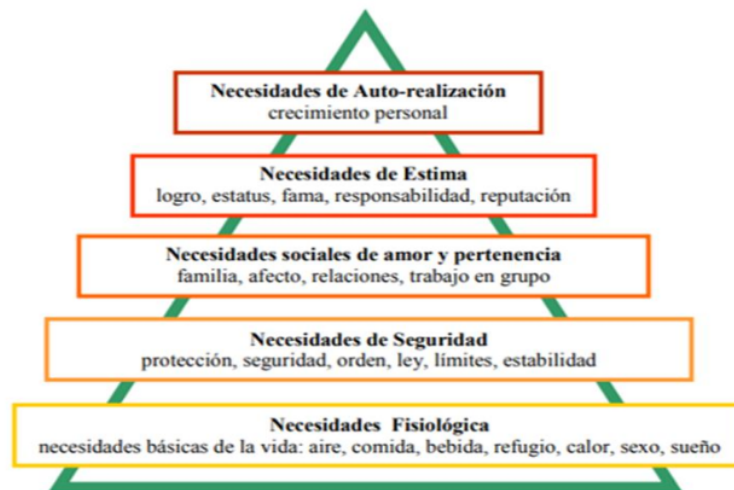 Necesidades de Auto-realización
crecimiento personal
Necesidades de Estima
logro, estatus, fama, responsabilidad, reputación
Necesidades sociales de amor y pertenencia
familia, afecto, relaciones, trabajo en grupo
Necesidades de Seguridad
protección, seguridad, orden, ley, límites, estabilidad
Necesidades Fisiológica
necesidades básicas de la vida: aire, comida, bebida, refugio, calor, sexo, sueño